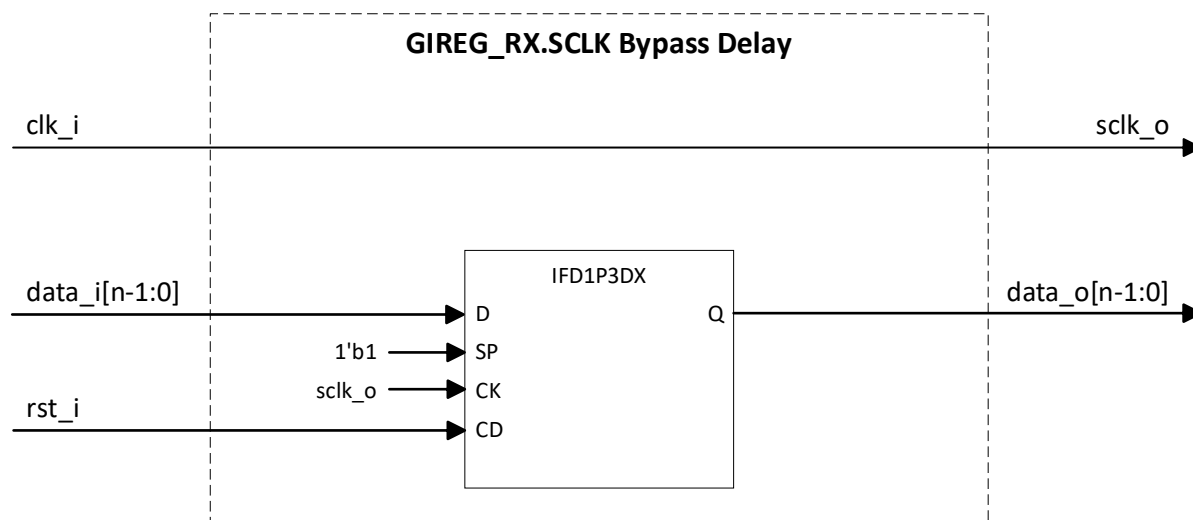 GIREG_RX.SCLK Bypass Delay
clk_i
sclk_o
IFD1P3DX
data_i[n-1:0]
D
Q
data_o[n-1:0]
1'b1
SP
sclk_o
CK
rst_i
CD